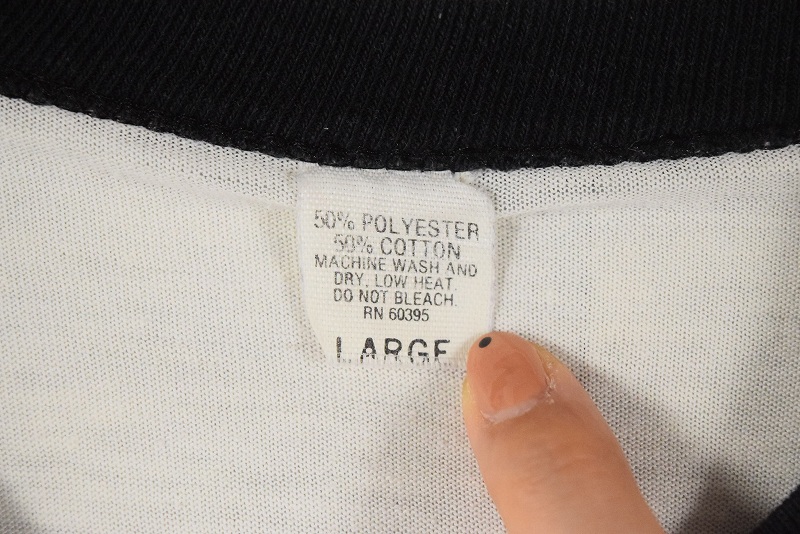 50% POLYESTER
50% COTTON
MACHINE WASH AND
DRY, LOW HEAT.
DO NOT BLEACH.
RN 60395
LARGE